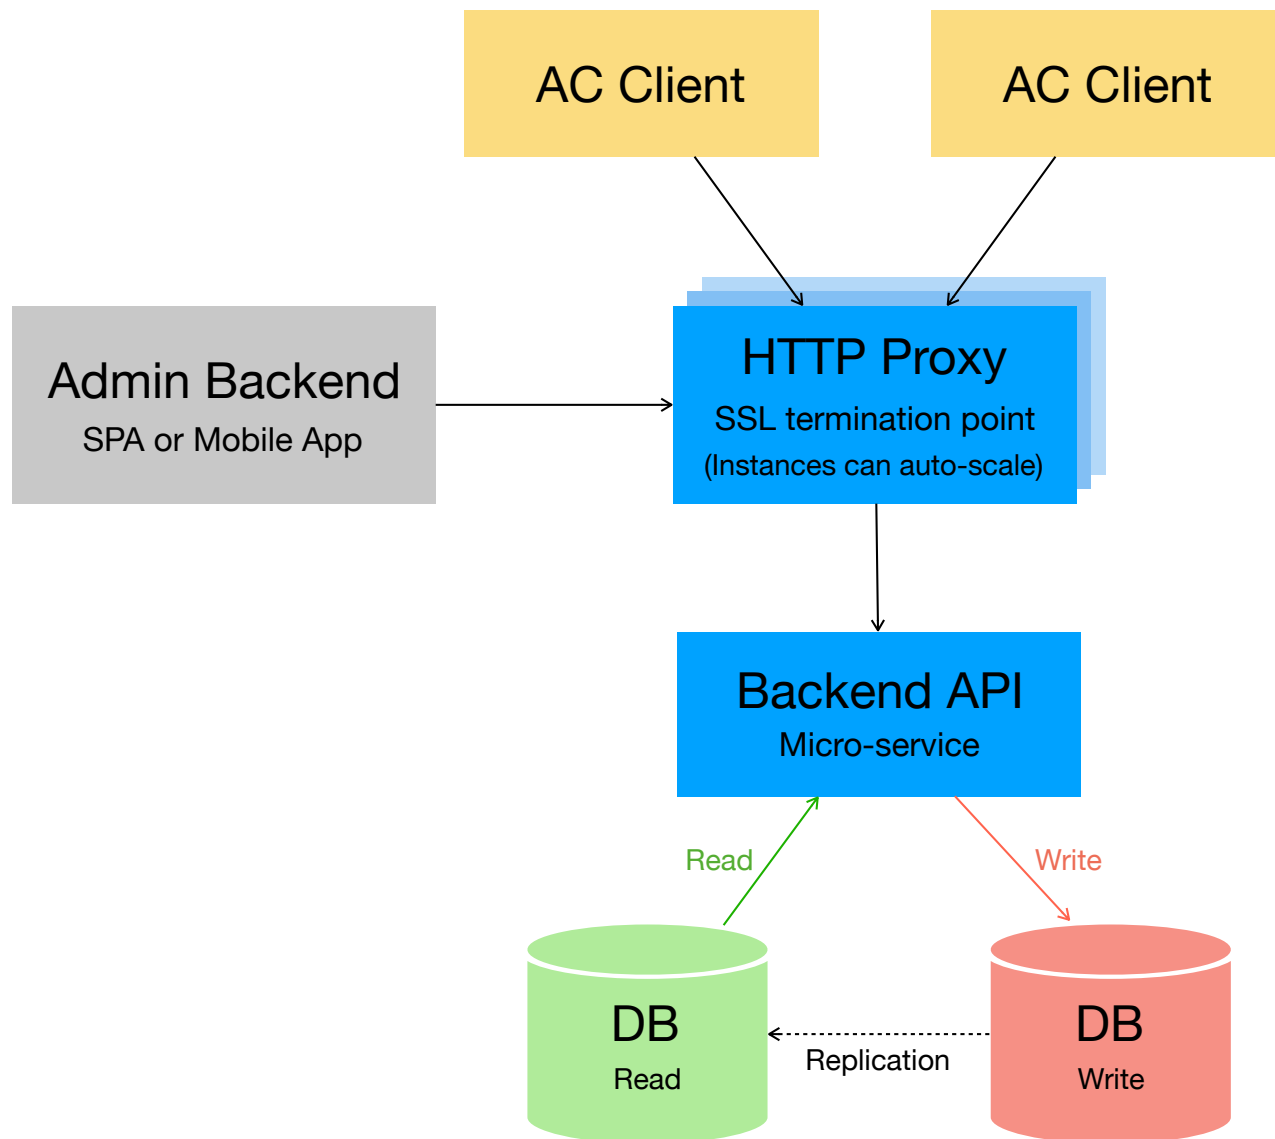 AC Client
AC Client
Admin Backend
SPA or Mobile App
HTTP Proxy
SSL termination point
(Instances can auto-scale)
Backend API
Micro-service
Read
Write
DB
Read
Replication
DB
Write